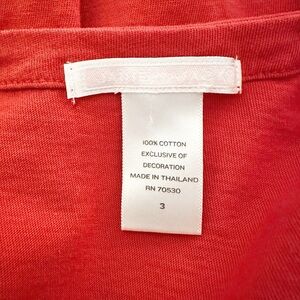 100% COTTON
EXCLUSIVE OF
DECORATION
MADE IN THAILAND
RN 70530
3